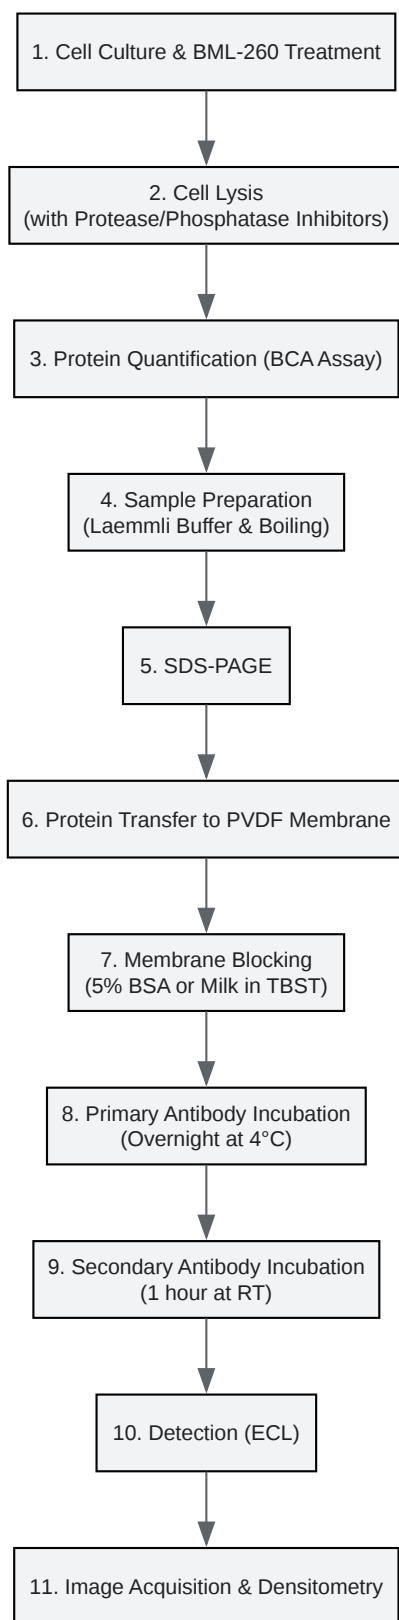 1. Cell Culture & BML-260 Treatment
2. Cell Lysis
(with Protease/Phosphatase Inhibitors)
3. Protein Quantification (BCA Assay)
4. Sample Preparation
(Laemmli Buffer & Boiling)
5. SDS-PAGE
6. Protein Transfer to PVDF Membrane
7. Membrane Blocking
(5% BSA or Milk in TBST)
8. Primary Antibody Incubation
(Overnight at 4°C)
9. Secondary Antibody Incubation
(1 hour at RT)
10. Detection (ECL)
11. Image Acquisition & Densitometry